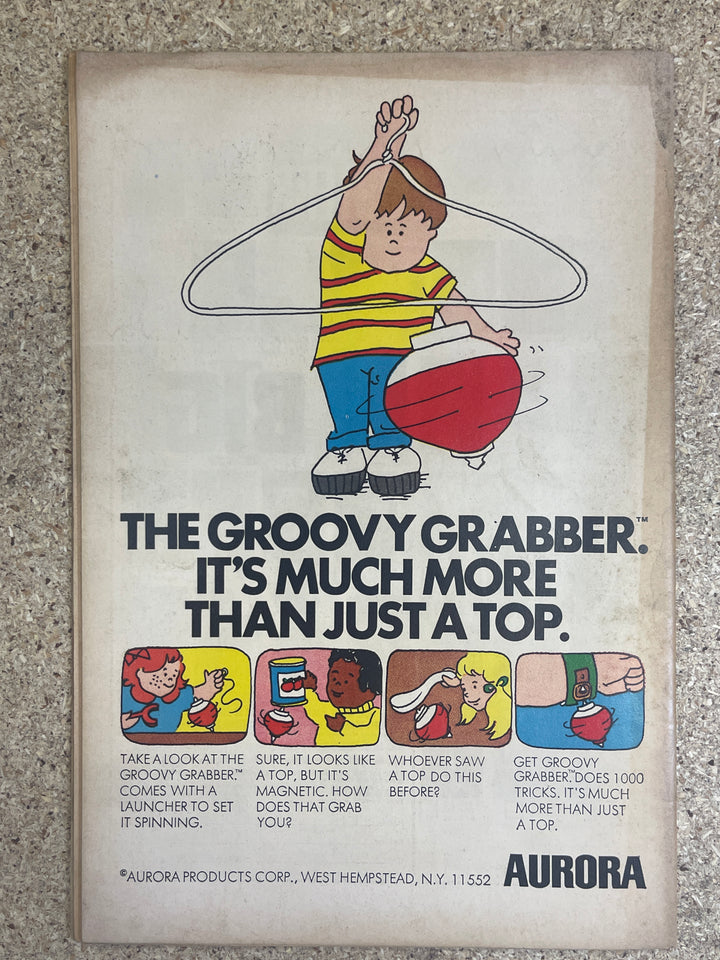 THE GROOVY GRABBER.™
IT'S MUCH MORE
THAN JUST A TOP.
TAKE A LOOK AT THE
GROOVY GRABBER.™
COMES WITH A
LAUNCHER TO SET
IT SPINNING.
SURE, IT LOOKS LIKE
A TOP, BUT IT'S
MAGNETIC. HOW
DOES THAT GRAB
YOU?
WHOEVER SAW
A TOP DO THIS
BEFORE?
GET GROOVY
GRABBER.™DOES 1000
TRICKS. IT'S MUCH
MORE THAN JUST
A TOP.
©AURORA PRODUCTS CORP., WEST HEMPSTEAD, N.Y. 11552
AURORA